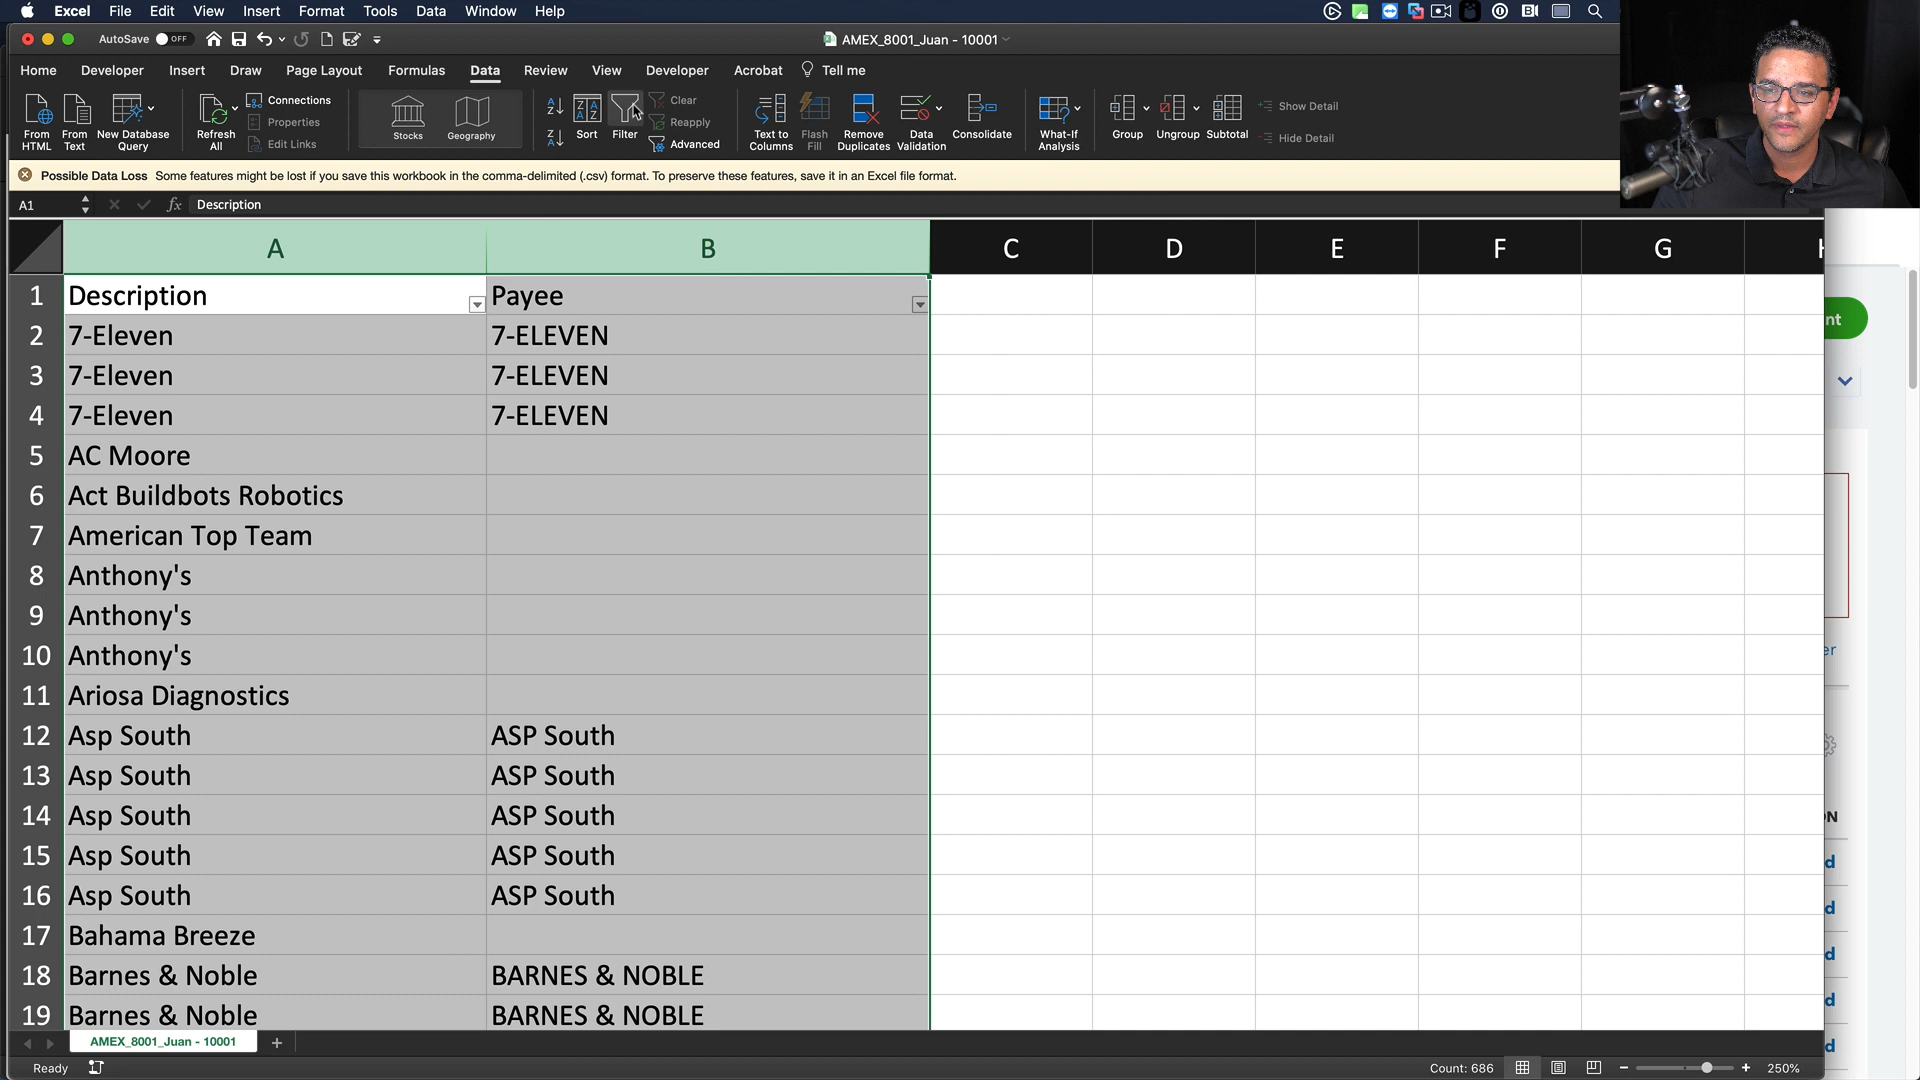 Excel File Edit View Insert Format Tools Data Window Help
AutoSave OFF AMEX_8001_Juan - 10001
Home Developer Insert Draw Page Layout Formulas Data Review View Developer Acrobat Tell me
From HTML From Text New Database Query Refresh All Connections Properties Edit Links Stocks Geography Sort Filter Clear Reapply Advanced Text to Columns Flash Fill Remove Duplicates Data Validation Consolidate What-If Analysis Group Ungroup Subtotal Show Detail Hide Detail
Possible Data Loss Some features might be lost if you save this workbook in the comma-delimited (.csv) format. To preserve these features, save it in an Excel file format.
A1 fx Description
A B C D E F G
1 Description Payee
2 7-Eleven 7-ELEVEN
3 7-Eleven 7-ELEVEN
4 7-Eleven 7-ELEVEN
5 AC Moore
6 Act Buildbots Robotics
7 American Top Team
8 Anthony's
9 Anthony's
10 Anthony's
11 Ariosa Diagnostics
12 Asp South ASP South
13 Asp South ASP South
14 Asp South ASP South
15 Asp South ASP South
16 Asp South ASP South
17 Bahama Breeze
18 Barnes & Noble BARNES & NOBLE
19 Barnes & Noble BARNES & NOBLE
AMEX_8001_Juan - 10001
Ready Count: 686 250%